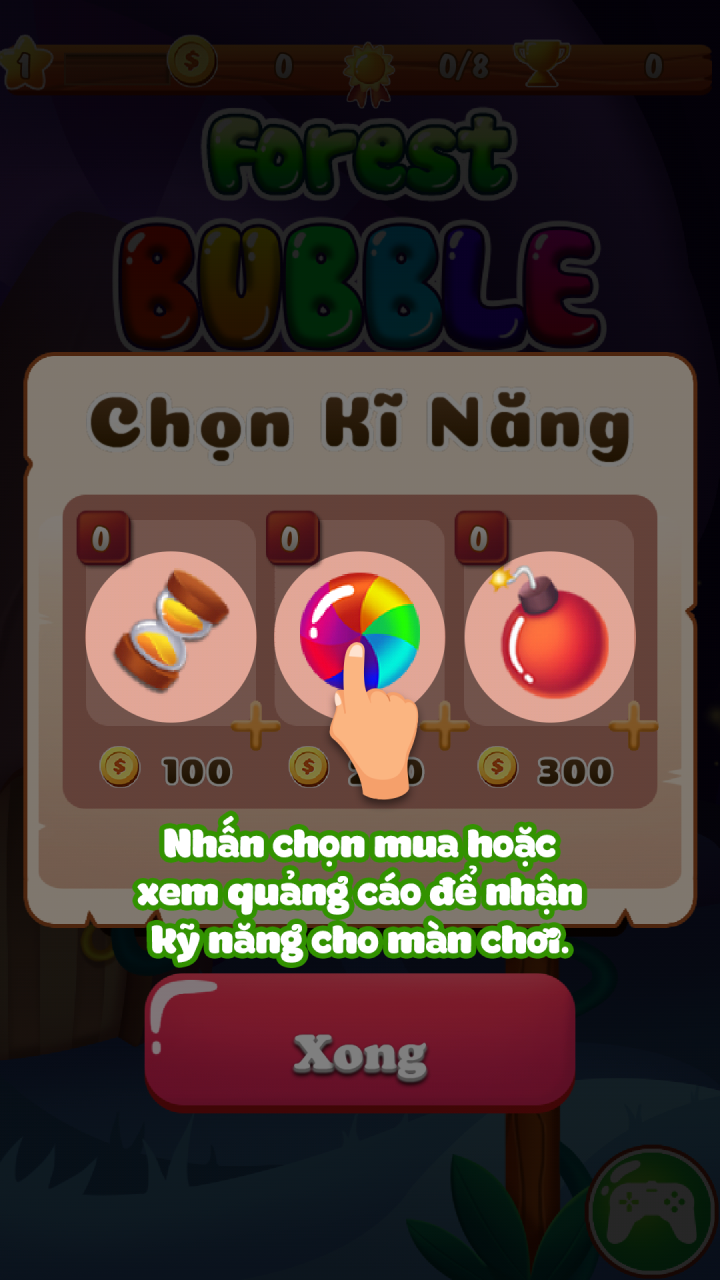 1 0 0/8 0
Forest
BUBBLE
Chọn Kĩ Năng
0 0 0
100 300
Nhấn chọn mua hoặc
xem quảng cáo để nhận
kỹ năng cho màn chơi.
Xong